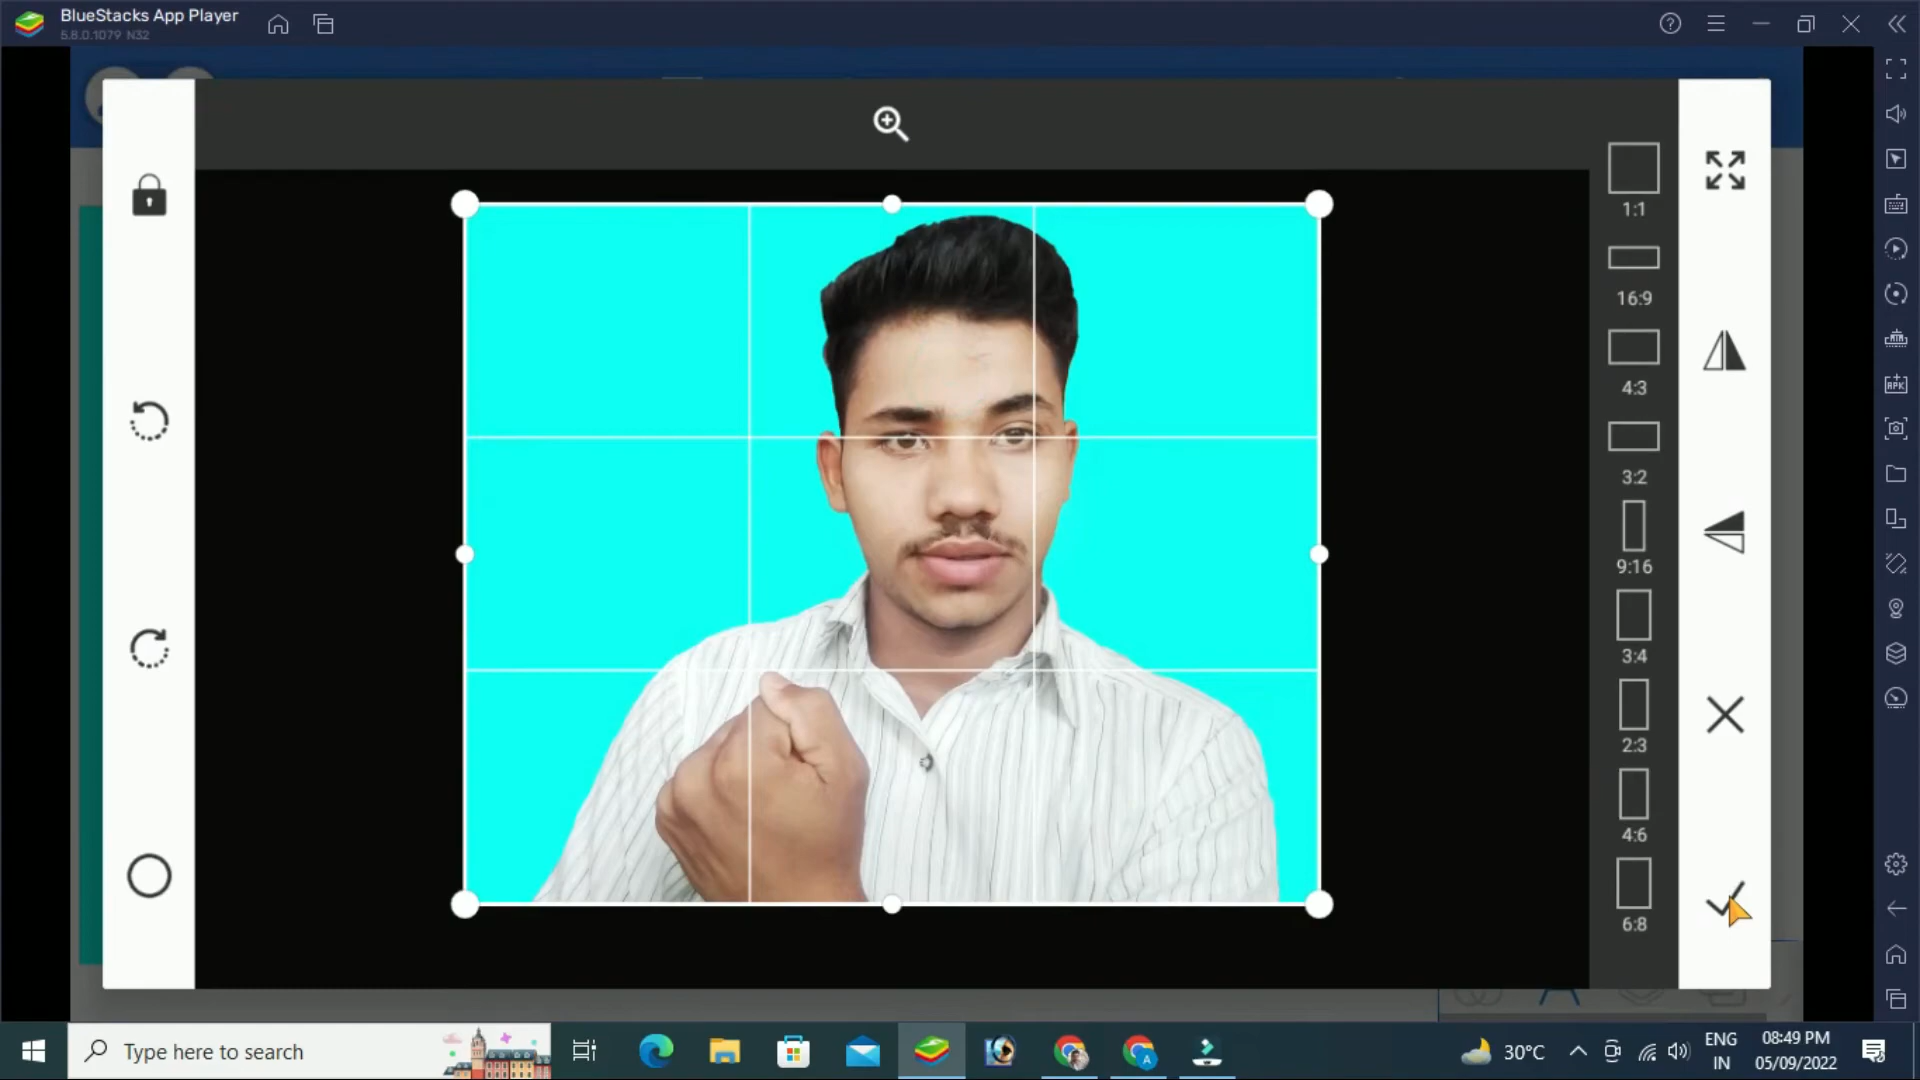 BlueStacks App Player
5.8.0.1079 N32
1:1
16:9
4:3
3:2
9:16
3:4
2:3
4:6
6:8
Type here to search
30°C
ENG
IN
08:49 PM
05/09/2022